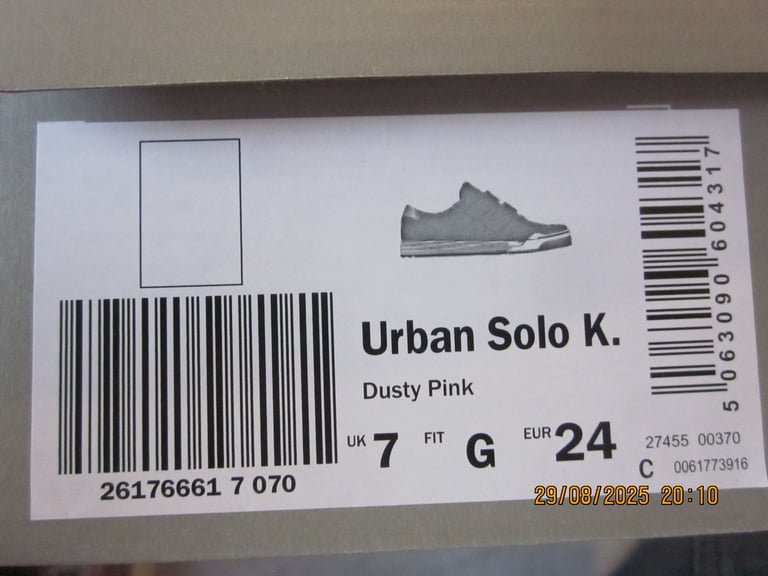 Urban Solo K.
Dusty Pink
UK 7 FIT G EUR 24
26176661 7 070
5 063090 604317
27455 00370
C 0061773916
29/08/2025 20:10